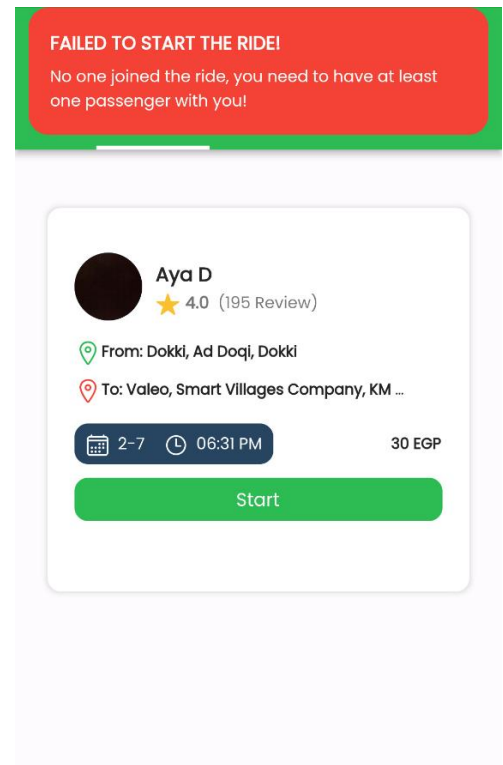 FAILED TO START THE RIDE!
No one joined the ride, you need to have at least
one passenger with you!
Aya D
4.0 (195 Review)
From: Dokki, Ad Doqi, Dokki
To: Valeo, Smart Villages Company, KM ...
2-7 06:31 PM 30 EGP
Start